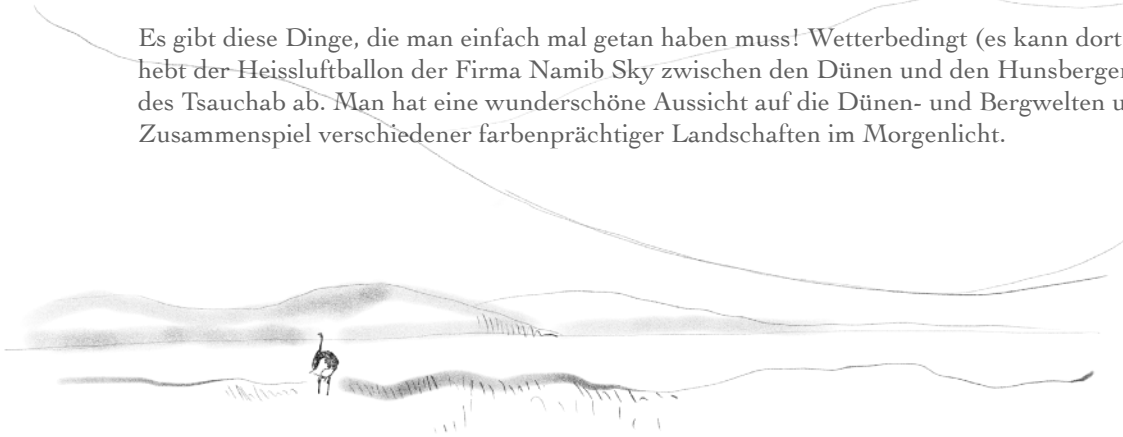 Es gibt diese Dinge, die man einfach mal getan haben muss! Wetterbedingt (es kann dort
hebt der Heissluftballon der Firma Namib Sky zwischen den Dünen und den
des Tsauchab ab. Man hat eine wunderschöne Aussicht auf die Dünen- und Bergwelten
Zusammenspiel verschiedener farbenprächtiger Landschaften im Morgenlicht.